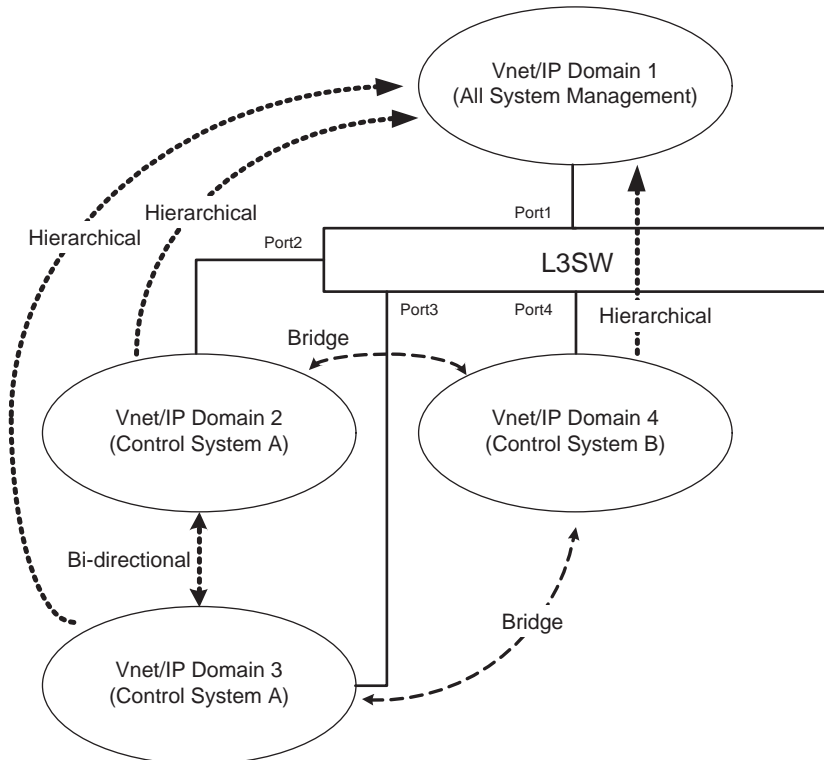 Vnet/IP Domain 1
(All System Management)
Hierarchical
Hierarchical
Port1
Port2
L3SW
Port3
Port4
Hierarchical
Bridge
Vnet/IP Domain 2
(Control System A)
Vnet/IP Domain 4
(Control System B)
Bi-directional
Bridge
Vnet/IP Domain 3
(Control System A)